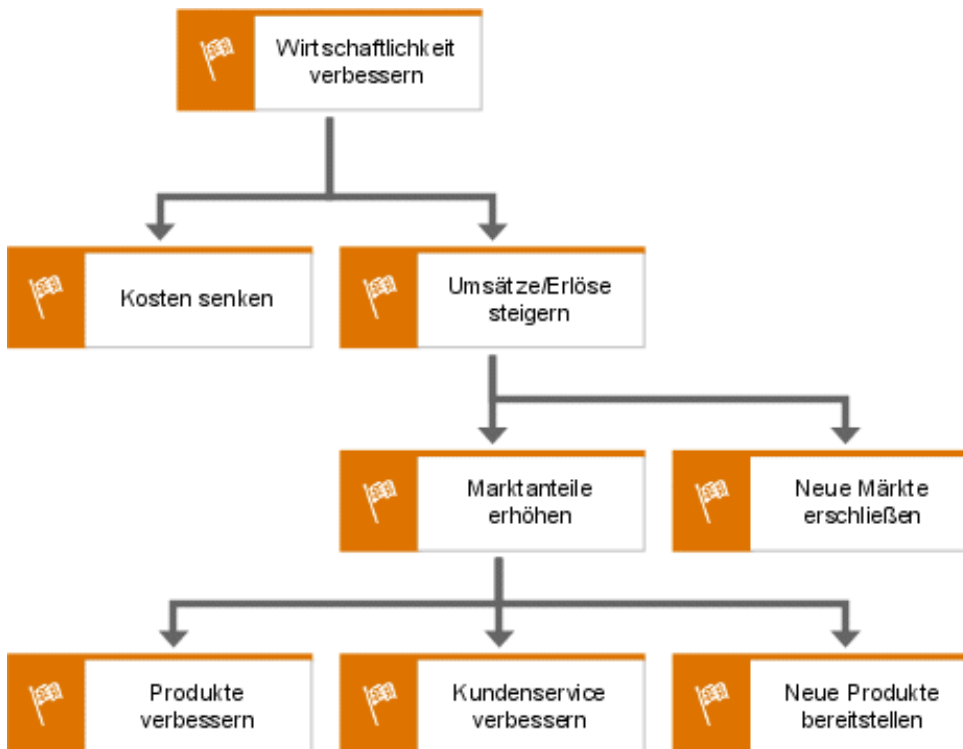 Wirtschaftlichkeit
verbessern
Kosten senken
Umsätze/Erlöse
steigern
Marktanteile
erhöhen
Neue Märkte
erschließen
Produkte
verbessern
Kundenservice
verbessern
Neue Produkte
bereitstellen